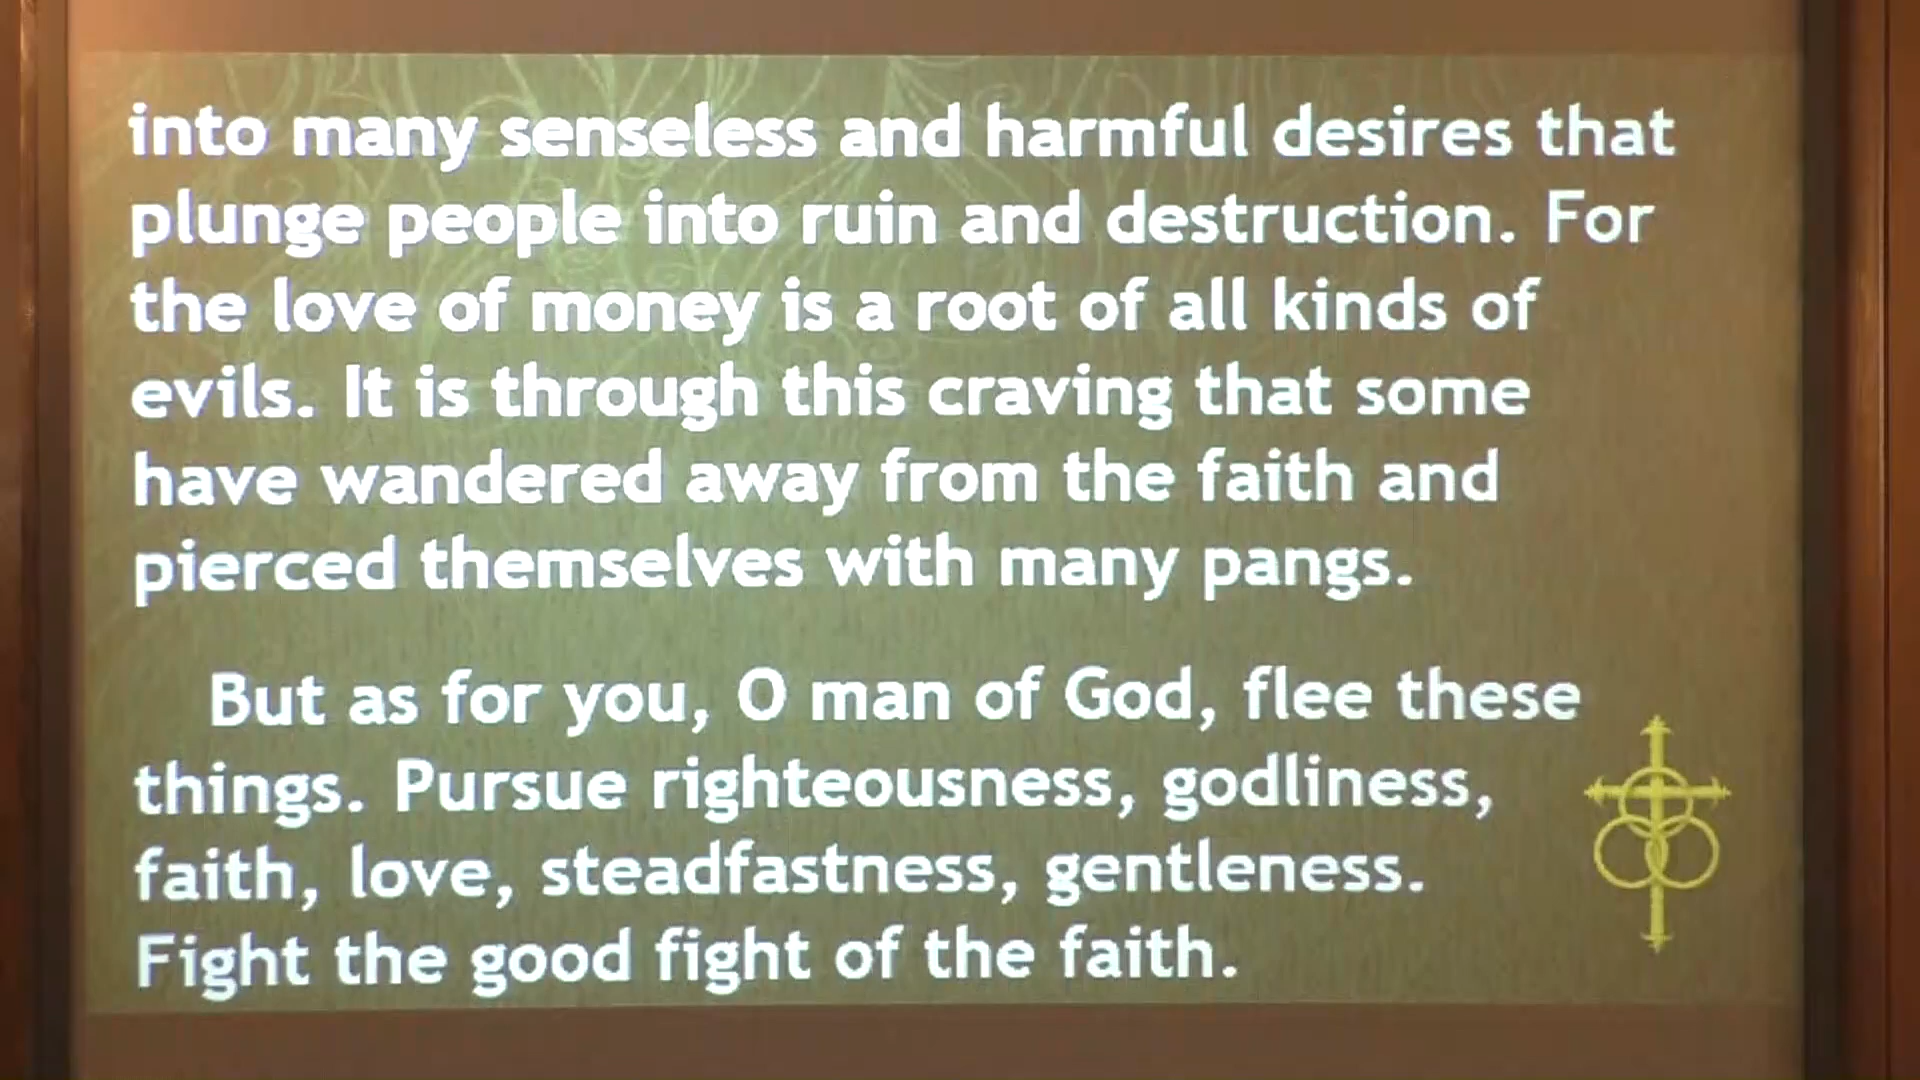 into many senseless and harmful desires that
plunge people into ruin and destruction. For
the love of money is a root of all kinds of
evils. It is through this craving that some
have wandered away from the faith and
pierced themselves with many pangs.
But as for you, O man of God, flee these
things. Pursue righteousness, godliness,
faith, love, steadfastness, gentleness.
Fight the good fight of the faith.